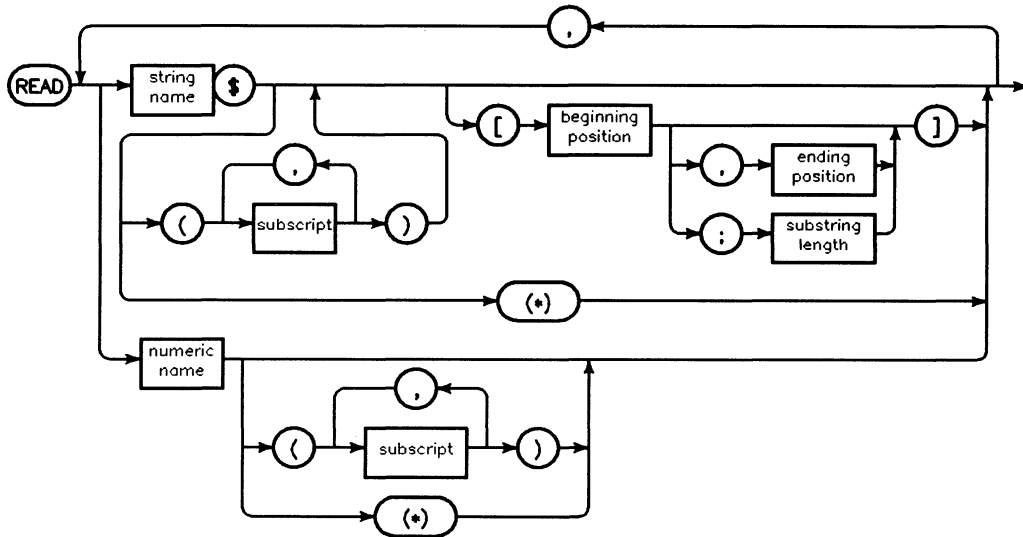 ,
READ
string
name
$
[
beginning
position
]
,
ending
position
,
(
subscript
)
;
substring
length
(*)
numeric
name
,
(
subscript
)
(*)